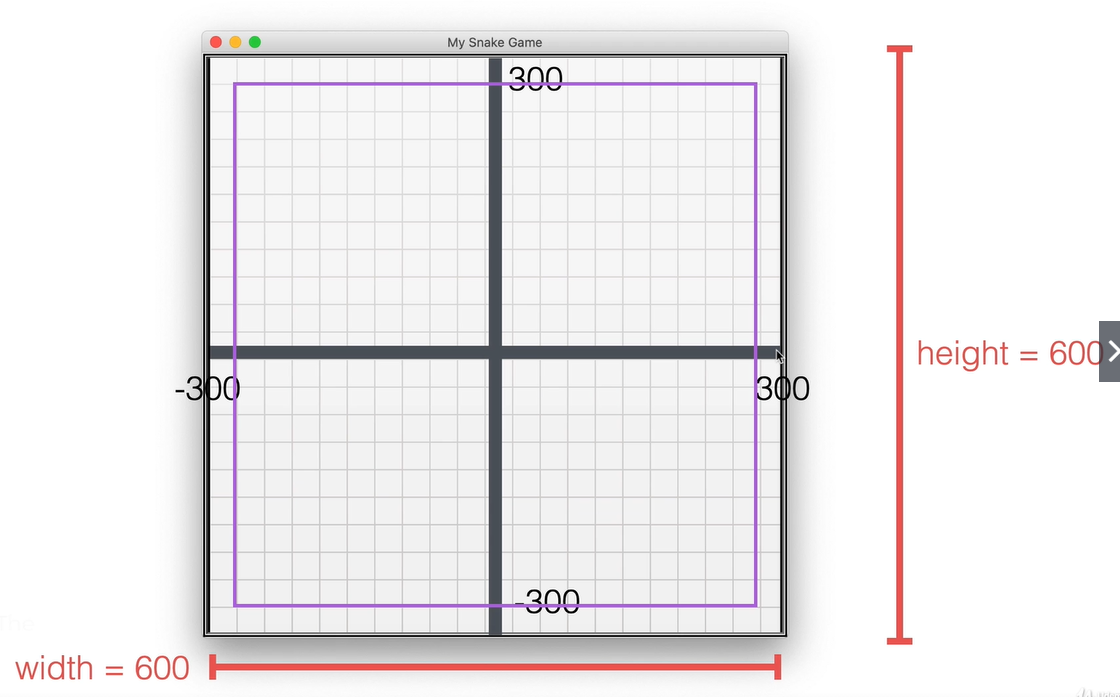 My Snake Game
300
height = 600
-300
300
-300
width = 600